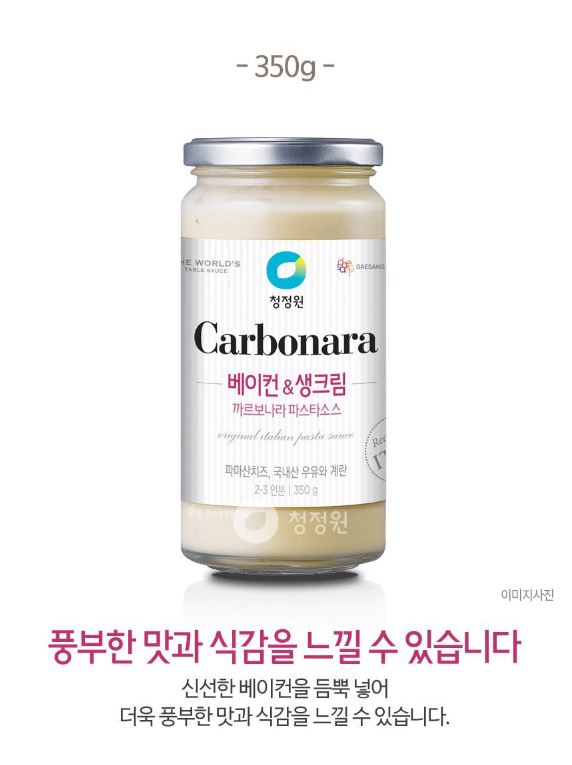 - 350g -
HE WORLD'S
TABLE SAUCE
DAESANG
청정원
Carbonara
베이컨 & 생크림
까르보나라 파스타소스
original italian pasta sauce
파마산치즈, 국내산 우유와 계란
2-3 인분 | 350 g
청정원
이미지사진
풍부한 맛과 식감을 느낄 수 있습니다
신선한 베이컨을 듬뿍 넣어
더욱 풍부한 맛과 식감을 느낄 수 있습니다.